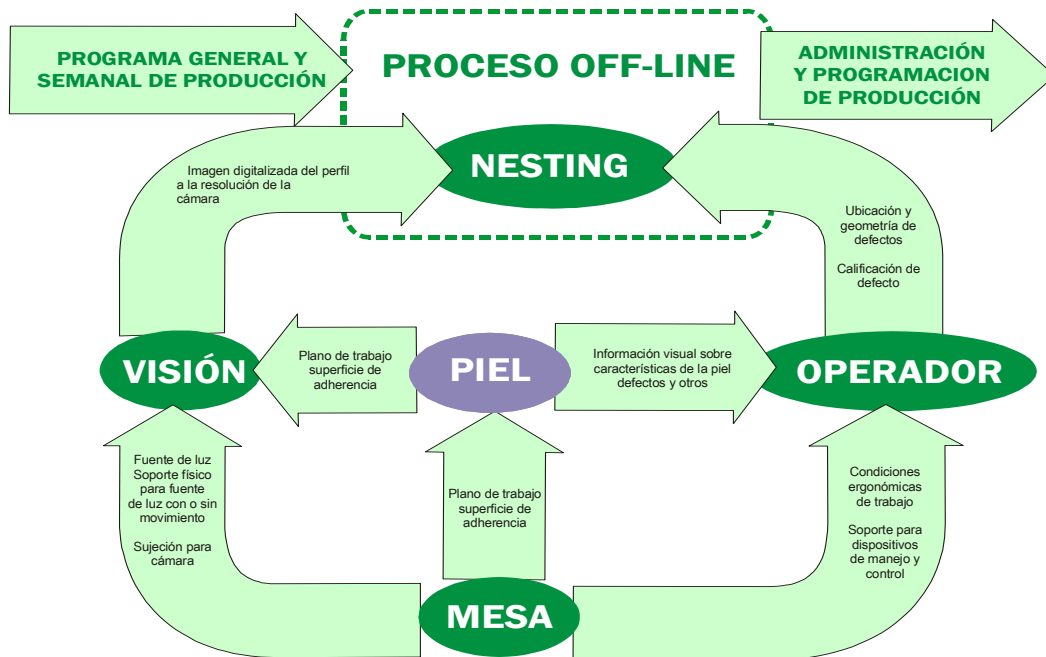 PROGRAMA GENERAL Y
SEMANAL DE PRODUCCIÓN
PROCESO OFF-LINE
ADMINISTRACIÓN
Y PROGRAMACION
DE PRODUCCIÓN
NESTING
Imagen digitalizada del perfil
a la resolución de la
cámara
Ubicación y
geometría de
defectos
Calificación de
defecto
VISIÓN
Plano de trabajo
superficie de
adherencia
PIEL
Información visual sobre
características de la piel
defectos y otros
OPERADOR
Fuente de luz
Soporte físico
para fuente
de luz con o sin
movimiento
Sujeción para
cámara
Plano de trabajo
superficie de
adherencia
Condiciones
ergonómicas
de trabajo
Soporte para
dispositivos
de manejo y
control
MESA